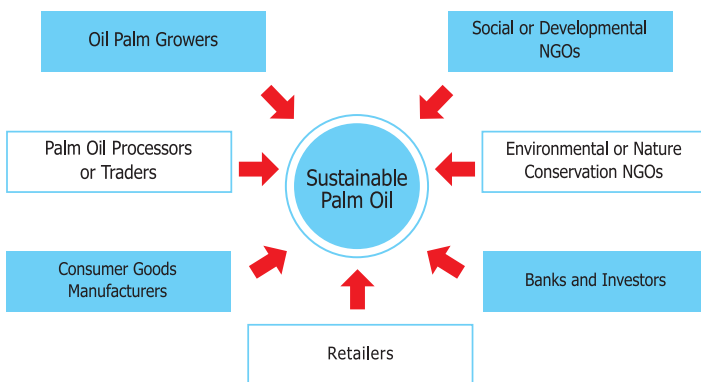 Oil Palm Growers
Social or Developmental
NGOs
Palm Oil Processors
or Traders
Sustainable
Palm Oil
Environmental or Nature
Conservation NGOs
Consumer Goods
Manufacturers
Banks and Investors
Retailers